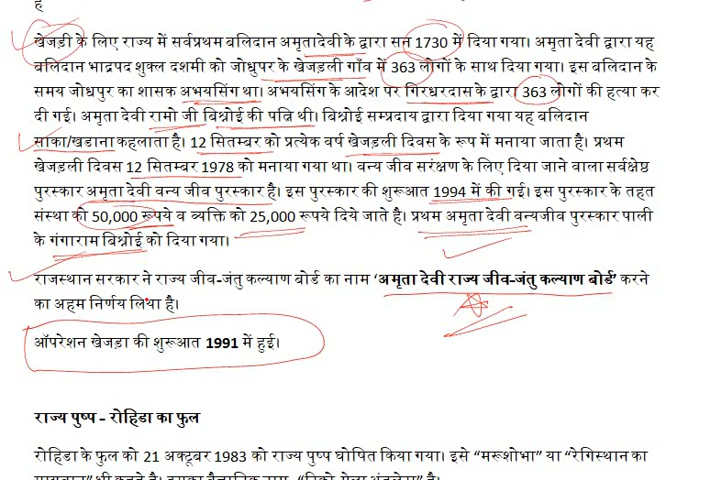 है
खेजड़ी के लिए राज्य में सर्वप्रथम बलिदान अमृतादेवी के द्वारा सन 1730 में दिया गया। अमृता देवी द्वारा यह
बलिदान भाद्रपद शुक्ल दशमी को जोधुपर के खेजड़ली गाँव में 363 लोगों के साथ दिया गया। इस बलिदान के
समय जोधपुर का शासक अभयसिंग था। अभयसिंग के आदेश पर गिरधरदास के द्वारा 363 लोगों की हत्या कर
दी गई। अमृता देवी रामो जी बिश्नोई की पत्नि थी। बिश्नोई सम्प्रदाय द्वारा दिया गया यह बलिदान
साका/खडाना कहलाता है। 12 सितम्बर को प्रत्येक वर्ष खेजड़ली दिवस के रूप में मनाया जाता है। प्रथम
खेजड़ली दिवस 12 सितम्बर 1978 को मनाया गया था। वन्य जीव सरंक्षण के लिए दिया जाने वाला सर्वक्षेष्ठ
पुरस्कार अमृता देवी वन्य जीव पुरस्कार है। इस पुरस्कार की शुरूआत 1994 में की गई। इस पुरस्कार के तहत
संस्था को 50,000 रूपये व व्यक्ति को 25,000 रूपये दिये जाते है। प्रथम अमृता देवी वन्यजीव पुरस्कार पाली
के गंगाराम बिश्नोई को दिया गया।
राजस्थान सरकार ने राज्य जीव-जंतु कल्याण बोर्ड का नाम ‘अमृता देवी राज्य जीव-जंतु कल्याण बोर्ड’ करने
का अहम निर्णय लिया है।
ऑपरेशन खेजड़ा की शुरूआत 1991 में हुई।
राज्य पुष्प – रोहिडा का फुल
रोहिडा के फुल को 21 अक्टूबर 1983 को राज्य पुष्प घोषित किया गया। इसे “मरूशोभा” या “रेगिस्थान का